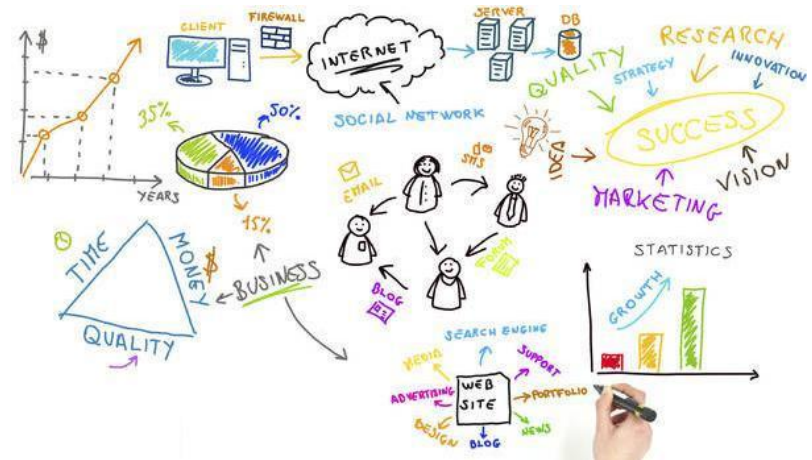 $
YEARS
CLIENT
FIREWALL
INTERNET
SERVER
DB
SOCIAL NETWORK
35%
50%
15%
QUALITY
STRATEGY
RESEARCH
INNOVATION
SUCCESS
IDEA
MARKETING
VISION
EMAIL
SMS
FORUM
BLOG
TIME
MONEY
$
QUALITY
BUSINESS
STATISTICS
GROWTH
SEARCH ENGINE
MEDIA
SUPPORT
ADVERTISING
WEB
SITE
PORTFOLIO
DESIGN
BLOG
NEWS